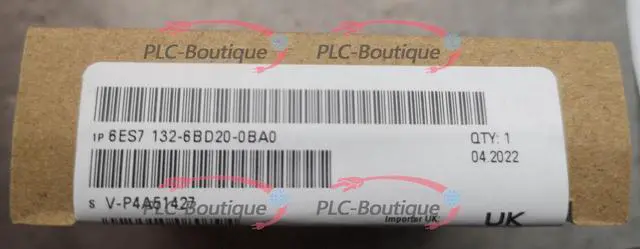 PLC-Boutique PLC-Boutique
1P 6ES7 132-6BD20-0BA0 QTY: 1
04.2022
S V-P4A51427
PLC-Boutique PLC-Boutique
Importer UK: UK